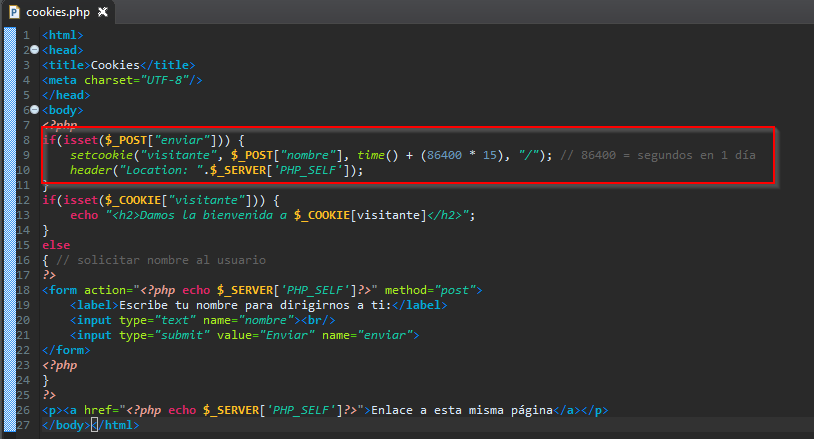 cookies.php
1 <html>
2 <head>
3 <title>Cookies</title>
4 <meta charset="UTF-8"/>
5 </head>
6 <body>
7 <?php
8 if(isset($_POST["enviar"])) {
9 setcookie("visitante", $_POST["nombre"], time() + (86400 * 15), "/"); // 86400 = segundos en 1 día
10 header("Location: ".$_SERVER['PHP_SELF']);
11 }
12 if(isset($_COOKIE["visitante"])) {
13 echo "<h2>Damos la bienvenida a $_COOKIE[visitante]</h2>";
14 }
15 else
16 { // solicitar nombre al usuario
17 ?>
18 <form action="<?php echo $_SERVER['PHP_SELF']?>" method="post">
19 <label>Escribe tu nombre para dirigirnos a ti:</label>
20 <input type="text" name="nombre"><br/>
21 <input type="submit" value="Enviar" name="enviar">
22 </form>
23 <?php
24 }
25 ?>
26 <p><a href="<?php echo $_SERVER['PHP_SELF']?>">Enlace a esta misma página</a></p>
27 </body></html>